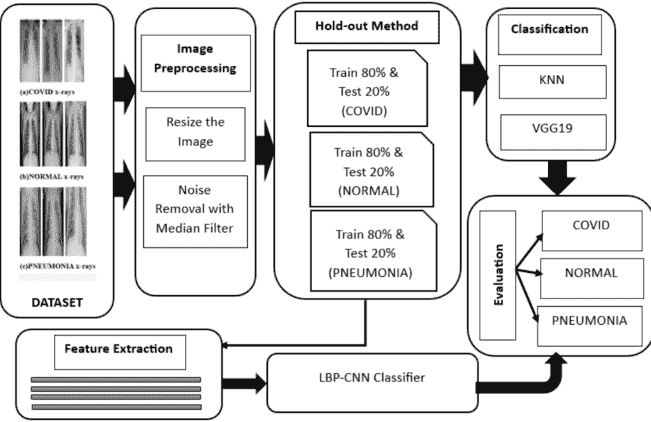 (a)COVID x-rays
(b)NORMAL x-rays
(c)PNEUMONIA x-rays
DATASET
Image
Preprocessing
Resize the
Image
Noise
Removal with
Median Filter
Hold-out Method
Train 80% &
Test 20%
(COVID)
Train 80% &
Test 20%
(NORMAL)
Train 80% &
Test 20%
(PNEUMONIA)
Classification
KNN
VGG19
Evaluation
COVID
NORMAL
PNEUMONIA
Feature Extraction
LBP-CNN Classifier